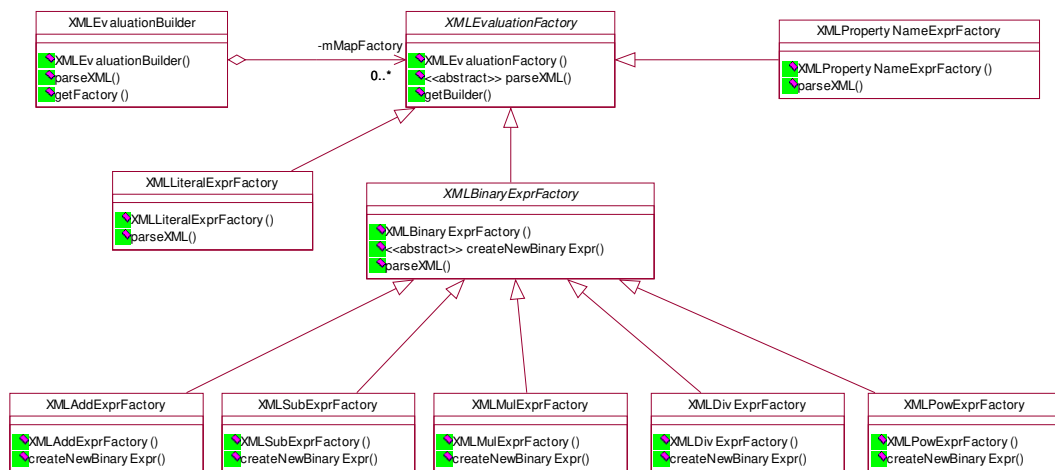 XMLEvaluationBuilder
XMLEvaluationBuilder()
parseXML()
getFactory()
-mMapFactory
0..*
XMLEvaluationFactory
XMLEvaluationFactory()
<<abstract>> parseXML()
getBuilder()
XMLPropertyNameExprFactory
XMLPropertyNameExprFactory()
parseXML()
XMLLiteralExprFactory
XMLLiteralExprFactory()
parseXML()
XMLBinaryExprFactory
XMLBinaryExprFactory()
<<abstract>> createNewBinaryExpr()
parseXML()
XMLAddExprFactory
XMLAddExprFactory()
createNewBinaryExpr()
XMLSubExprFactory
XMLSubExprFactory()
createNewBinaryExpr()
XMLMulExprFactory
XMLMulExprFactory()
createNewBinaryExpr()
XMLDivExprFactory
XMLDivExprFactory()
createNewBinaryExpr()
XMLPowExprFactory
XMLPowExprFactory()
createNewBinaryExpr()